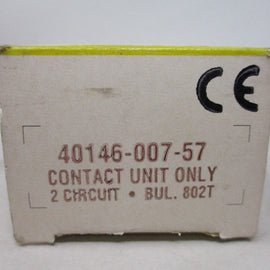 CE
40146-007-57
CONTACT UNIT ONLY
2 CIRCUIT • BUL. 802T